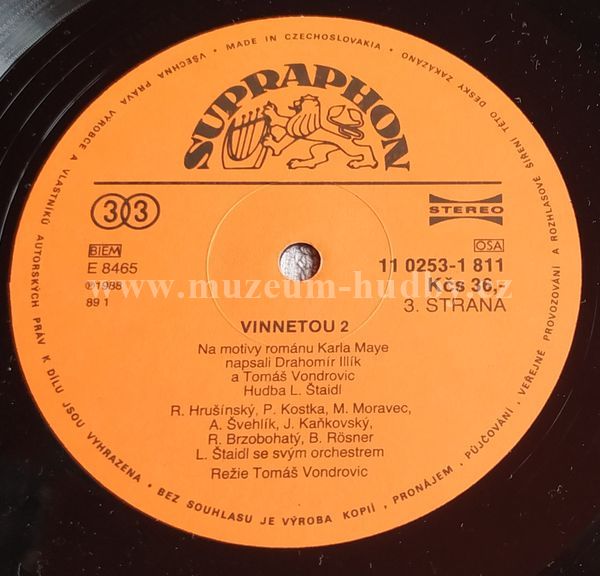 SUPRAPHON
33
STEREO
BIEM
E 8465
℗1988
89 1
OSA
11 0253-1 811
Kčs 36,-
3. STRANA
VINNETOU 2
Na motivy románu Karla Maye
napsali Drahomír Illík
a Tomáš Vondrovic
Hudba L. Štaidl
R. Hrušínský, P. Kostka, M. Moravec,
A. Švehlík, J. Kaňkovský,
R. Brzobohatý, B. Rösner
L. Štaidl se svým orchestrem
Režie Tomáš Vondrovic
VŠECHNA PRÁVA VÝROBCE A VLASTNÍKŮ AUTORSKÝCH PRÁV K DÍLU JSOU VYHRAZENA • BEZ SOUHLASU JE VÝROBA KOPIÍ, PRONÁJEM, PŮJČOVÁNÍ, VEŘEJNÉ PROVOZOVÁNÍ A ROZHLASOVÉ ŠÍŘENÍ TÉTO DESKY ZAKÁZÁNO • MADE IN CZECHOSLOVAKIA •
www.muzeum-hudby.cz